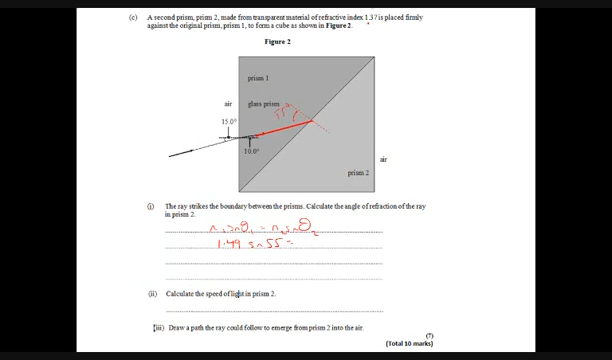 (c) A second prism, prism 2, made from transparent material of refractive index 1.37 is placed firmly
against the original prism, prism 1, to form a cube as shown in Figure 2.
Figure 2
prism 1
air glass prism
55
15.0°
10.0°
air
prism 2
(i) The ray strikes the boundary between the prisms. Calculate the angle of refraction of the ray
in prism 2.
n₁ sinθ₁ = n₂ sinθ₂
1.49 sin 55 =
(ii) Calculate the speed of light in prism 2.
(iii) Draw a path the ray could follow to emerge from prism 2 into the air.
(7)
(Total 10 marks)